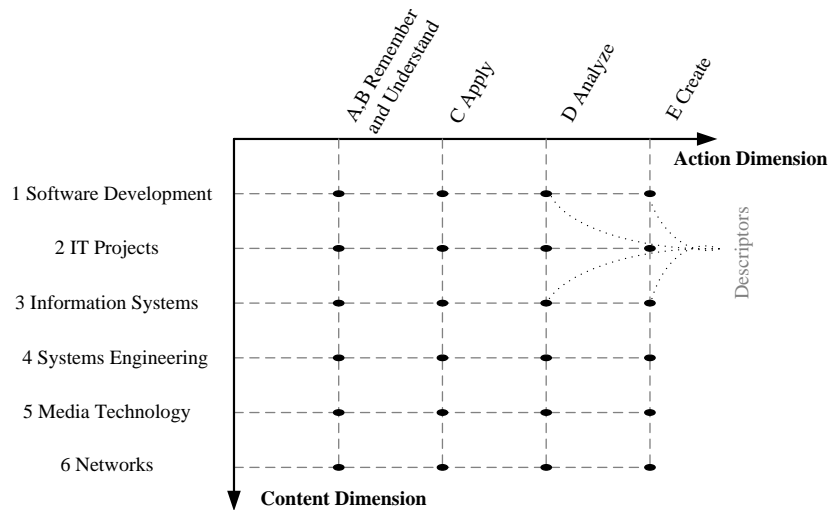 A,B Remember
and Understand
C Apply
D Analyze
E Create
Action Dimension
1 Software Development
2 IT Projects
3 Information Systems
4 Systems Engineering
5 Media Technology
6 Networks
Descriptors
Content Dimension